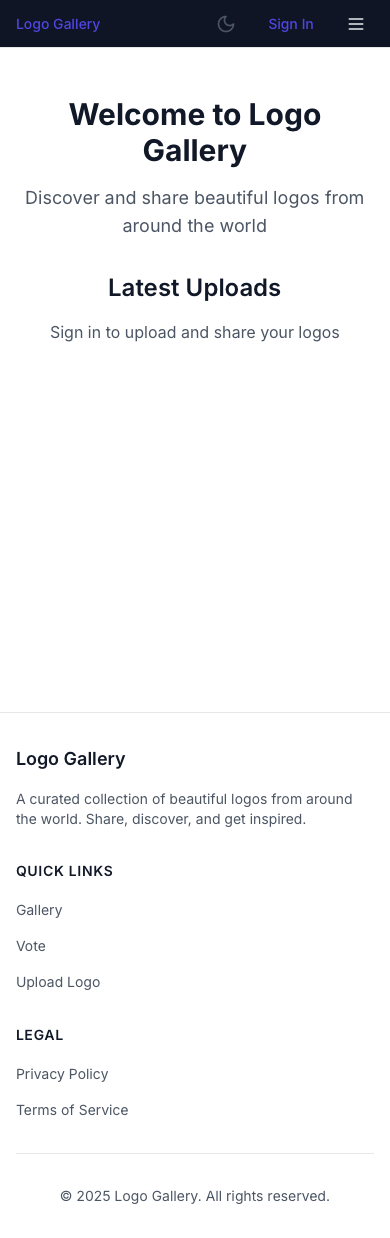 Logo Gallery
Sign In
Welcome to Logo
Gallery
Discover and share beautiful logos from
around the world
Latest Uploads
Sign in to upload and share your logos
Logo Gallery
A curated collection of beautiful logos from around
the world. Share, discover, and get inspired.
QUICK LINKS
Gallery
Vote
Upload Logo
LEGAL
Privacy Policy
Terms of Service
© 2025 Logo Gallery. All rights reserved.